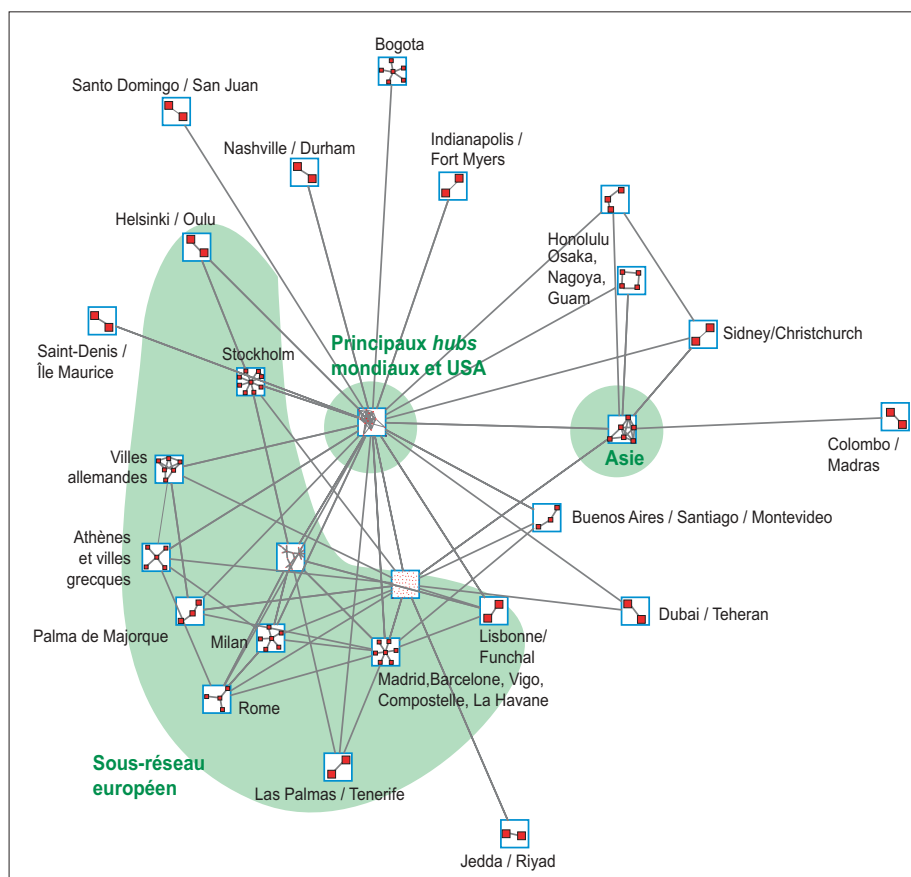 Bogota
Santo Domingo / San Juan
Nashville / Durham
Indianapolis /
Fort Myers
Helsinki / Oulu
Honolulu
Osaka,
Nagoya,
Guam
Saint-Denis /
Île Maurice
Stockholm
Principaux hubs
mondiaux et USA
Sidney/Christchurch
Colombo /
Madras
Asie
Villes
allemandes
Buenos Aires / Santiago / Montevideo
Athènes
et villes
grecques
Palma de Majorque
Milan
Lisbonne/
Funchal
Dubai / Teheran
Madrid,Barcelone, Vigo,
Compostelle, La Havane
Rome
Sous-réseau
européen
Las Palmas / Tenerife
Jedda / Riyad